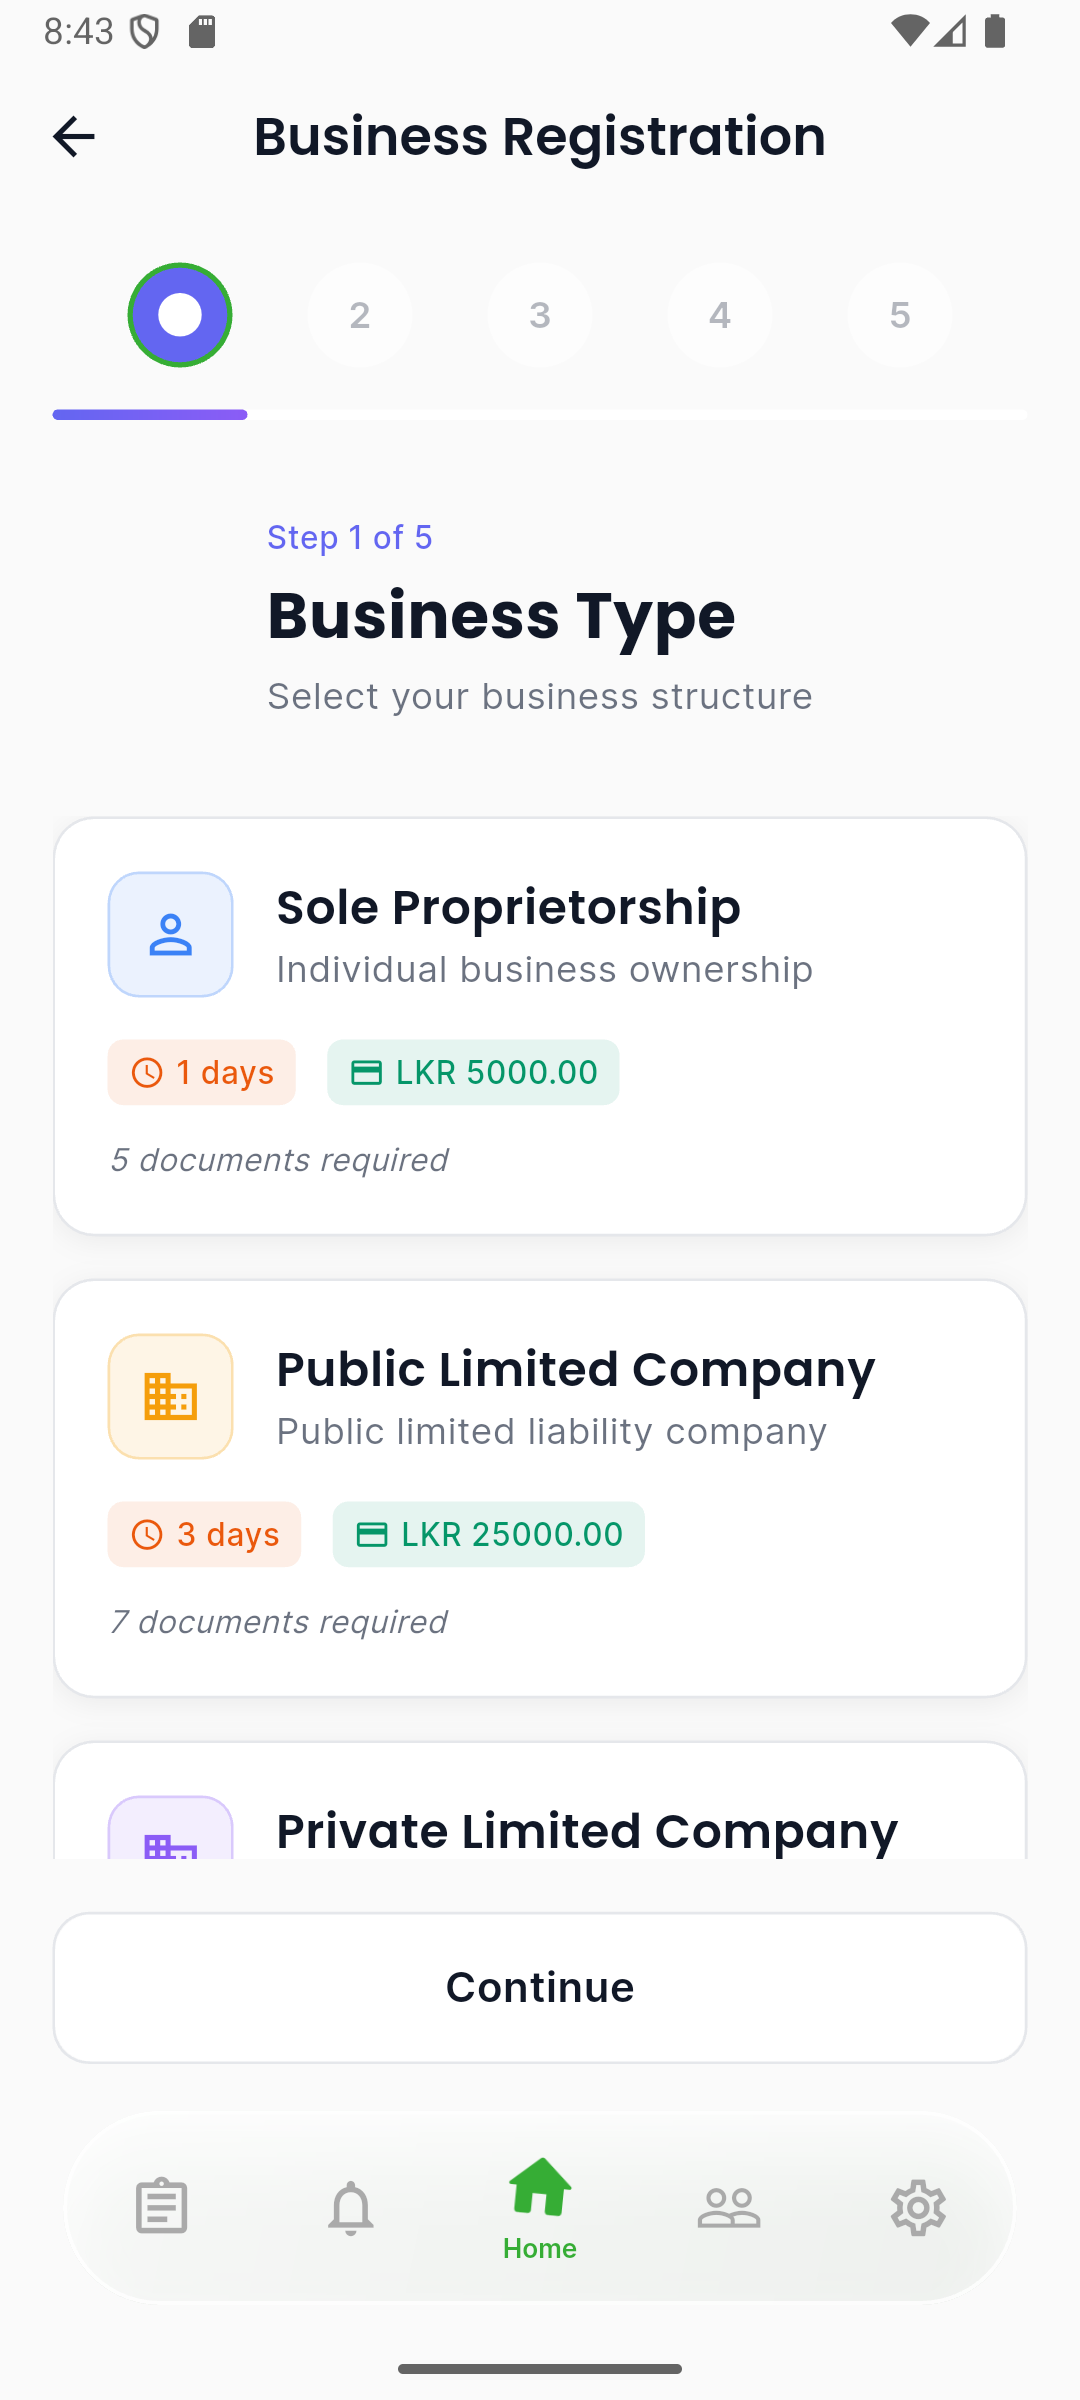 8:43
Business Registration
2
3
4
5
Step 1 of 5
Business Type
Select your business structure
Sole Proprietorship
Individual business ownership
1 days
LKR 5000.00
5 documents required
Public Limited Company
Public limited liability company
3 days
LKR 25000.00
7 documents required
Private Limited Company
Continue
Home